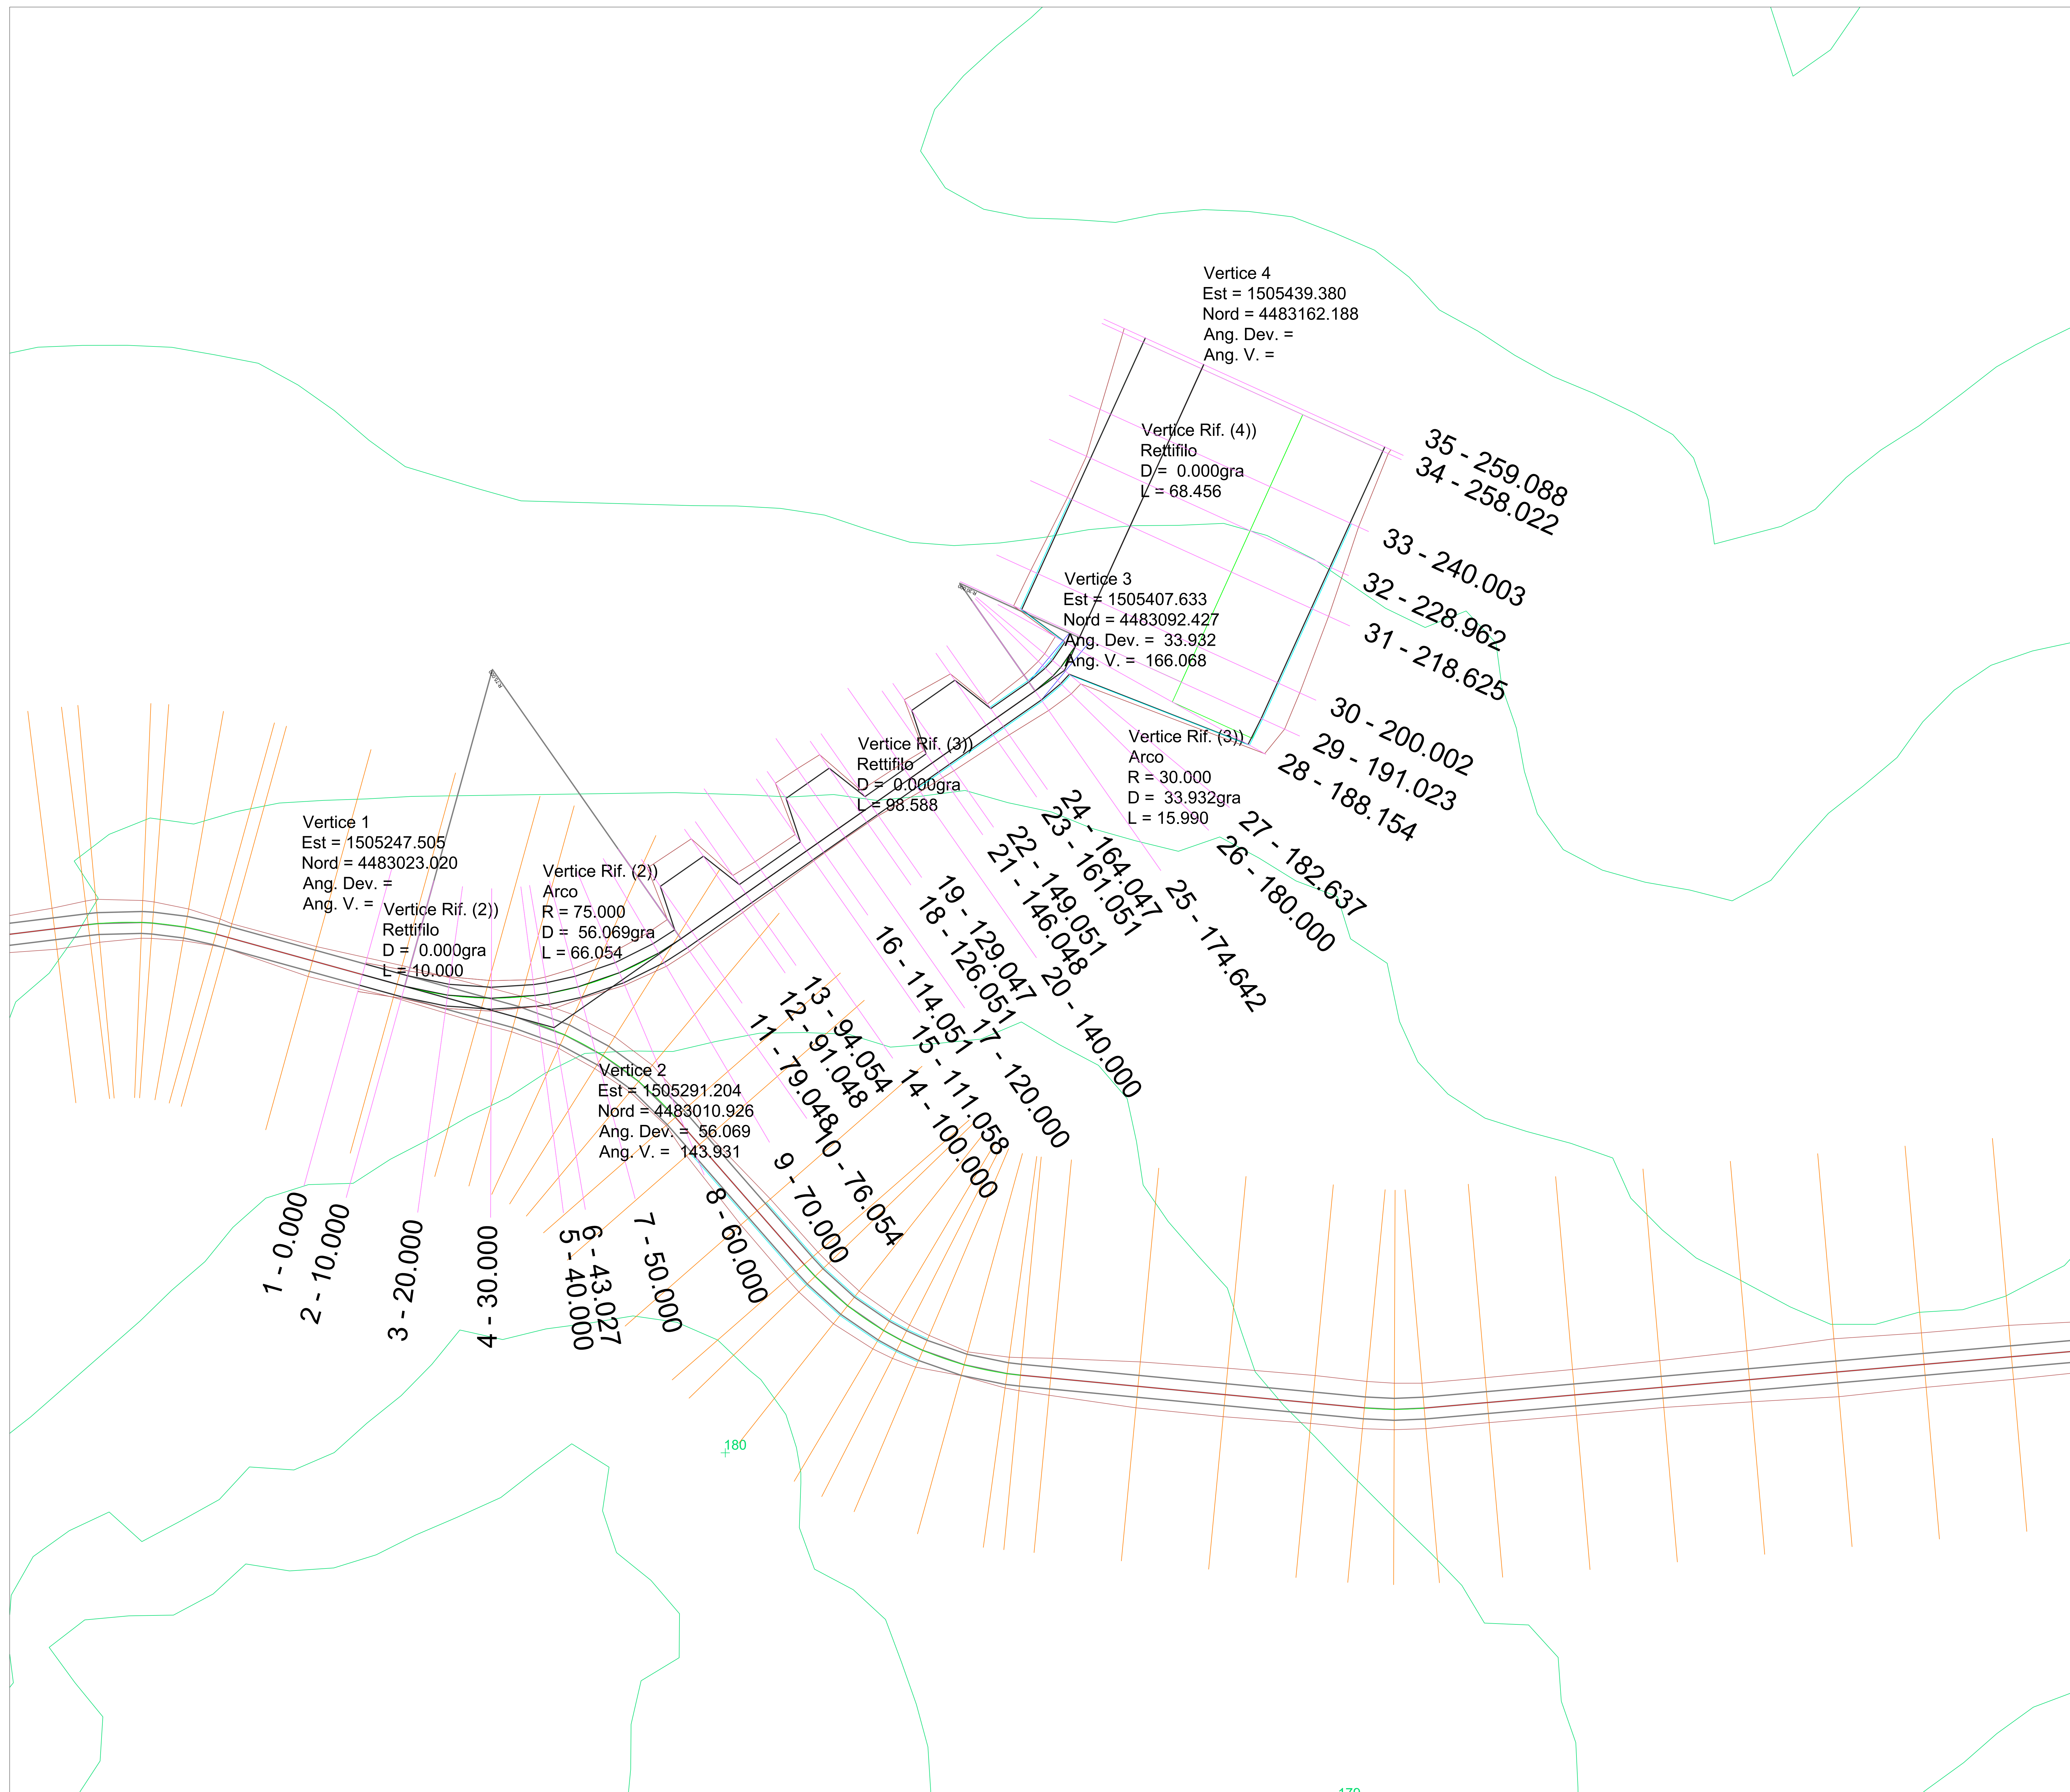 Vertice 4
Est = 1505439.380
Nord = 4483162.188
Ang. Dev. =
Ang. V. =
Vertice Rif. (4))
Rettifilo
D = 0.000gra
L = 68.456
35 - 259.088
34 - 258.022
33 - 240.003
32 - 228.962
31 - 218.625
30 - 200.002
29 - 191.023
28 - 188.154
Vertice 3
Est = 1505407.633
Nord = 4483092.427
Ang. Dev. = 33.932
Ang. V. = 166.068
Vertice Rif. (3))
Arco
R = 30.000
D = 33.932gra
L = 15.990
Vertice Rif. (3))
Rettifilo
D = 0.000gra
L = 98.588
27 - 182.637
26 - 180.000
25 - 174.642
24 - 164.047
23 - 161.051
22 - 149.051
21 - 146.048
20 - 140.000
19 - 129.047
18 - 126.051
17 - 120.000
16 - 114.051
15 - 111.058
14 - 100.000
13 - 94.054
12 - 91.048
11 - 79.048
10 - 76.054
9 - 70.000
8 - 60.000
7 - 50.000
6 - 43.027
5 - 40.000
4 - 30.000
3 - 20.000
2 - 10.000
1 - 0.000
Vertice 1
Est = 1505247.505
Nord = 4483023.020
Ang. Dev. =
Ang. V. =
Vertice Rif. (2))
Rettifilo
D = 0.000gra
L = 10.000
Vertice Rif. (2))
Arco
R = 75.000
D = 56.069gra
L = 66.054
Vertice 2
Est = 1505291.204
Nord = 4483010.926
Ang. Dev. = 56.069
Ang. V. = 143.931
180